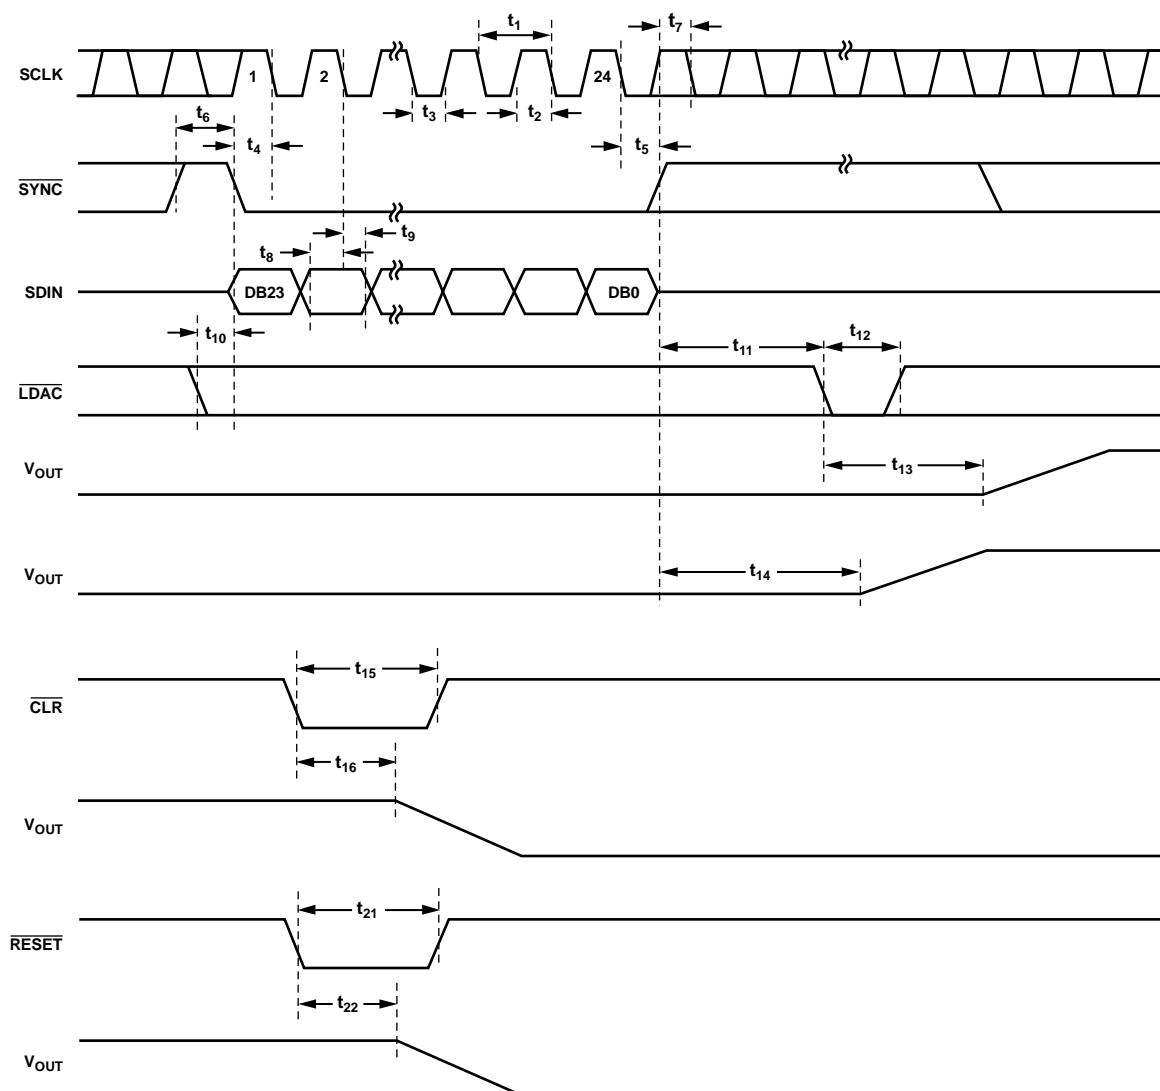 t1
t7
SCLK
1
2
24
t3
t2
t6
t4
t5
SYNC
t9
t8
SDIN
DB23
DB0
t10
t11
t12
LDAC
VOUT
t13
VOUT
t14
t15
CLR
t16
VOUT
t21
RESET
t22
VOUT